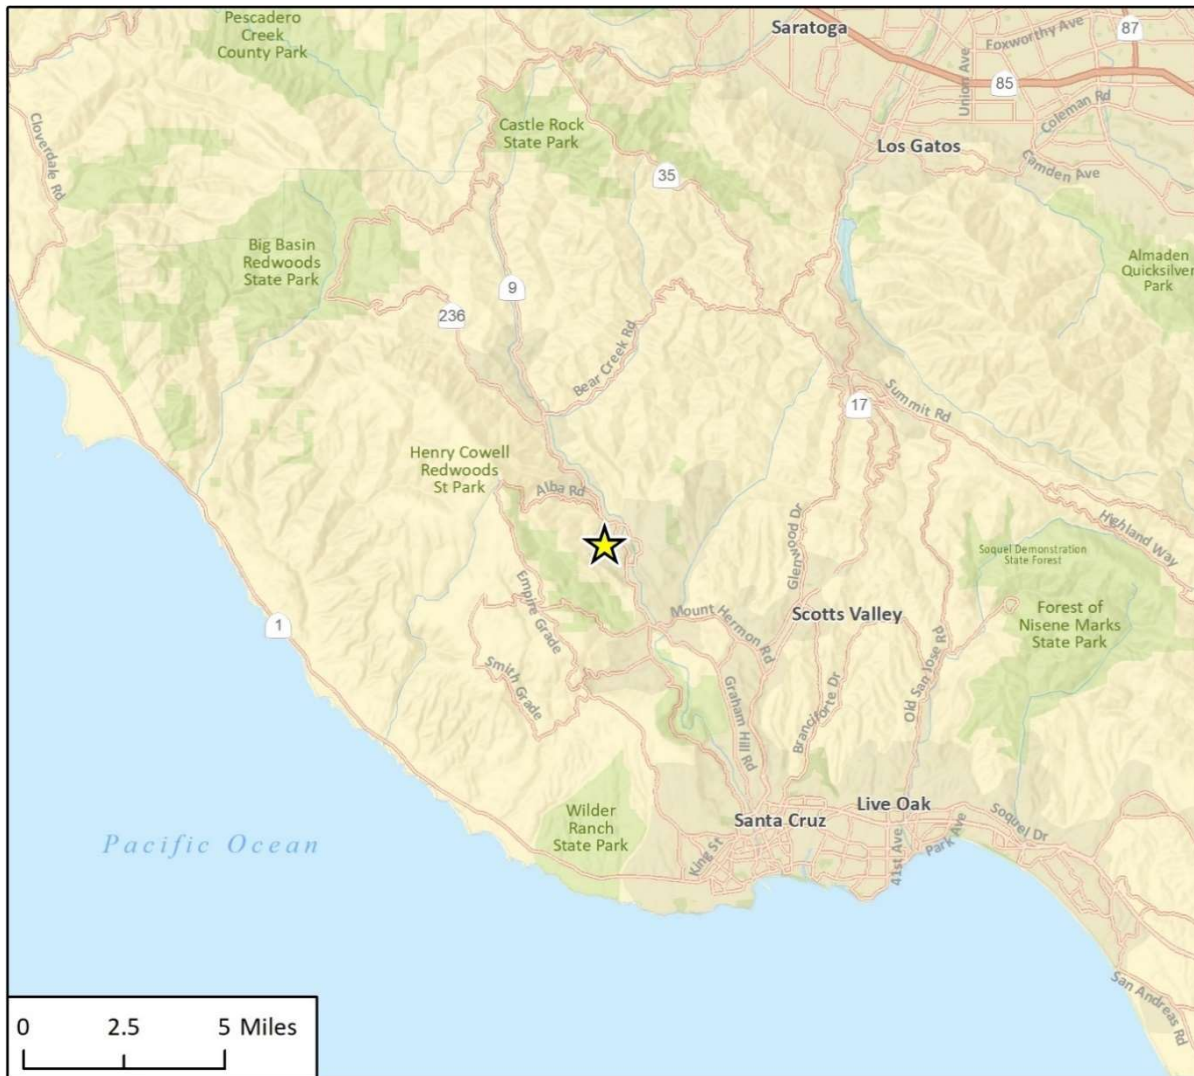 Pescadero
Creek
County Park
Saratoga
Foxworthy Ave
87
Union Ave
85
Coleman Rd
Cloverdale Rd
Castle Rock
State Park
Los Gatos
Camden Ave
35
Big Basin
Redwoods
State Park
Almaden
Quicksilver
Park
9
236
Bear Creek Rd
Summit Rd
17
Henry Cowell
Redwoods
St Park
Alba Rd
Glenwood Dr
Highland Way
Soquel Demonstration
State Forest
Empire Grade
Mount Hermon Rd
Scotts Valley
Forest of
Nisene Marks
State Park
1
Smith Grade
Graham Hill Rd
Branciforte Dr
Old San Jose Rd
Wilder
Ranch
State Park
Live Oak
Santa Cruz
Soquel Dr
Pacific Ocean
King St
41st Ave
Park Ave
San Andreas Rd
0 2.5 5 Miles